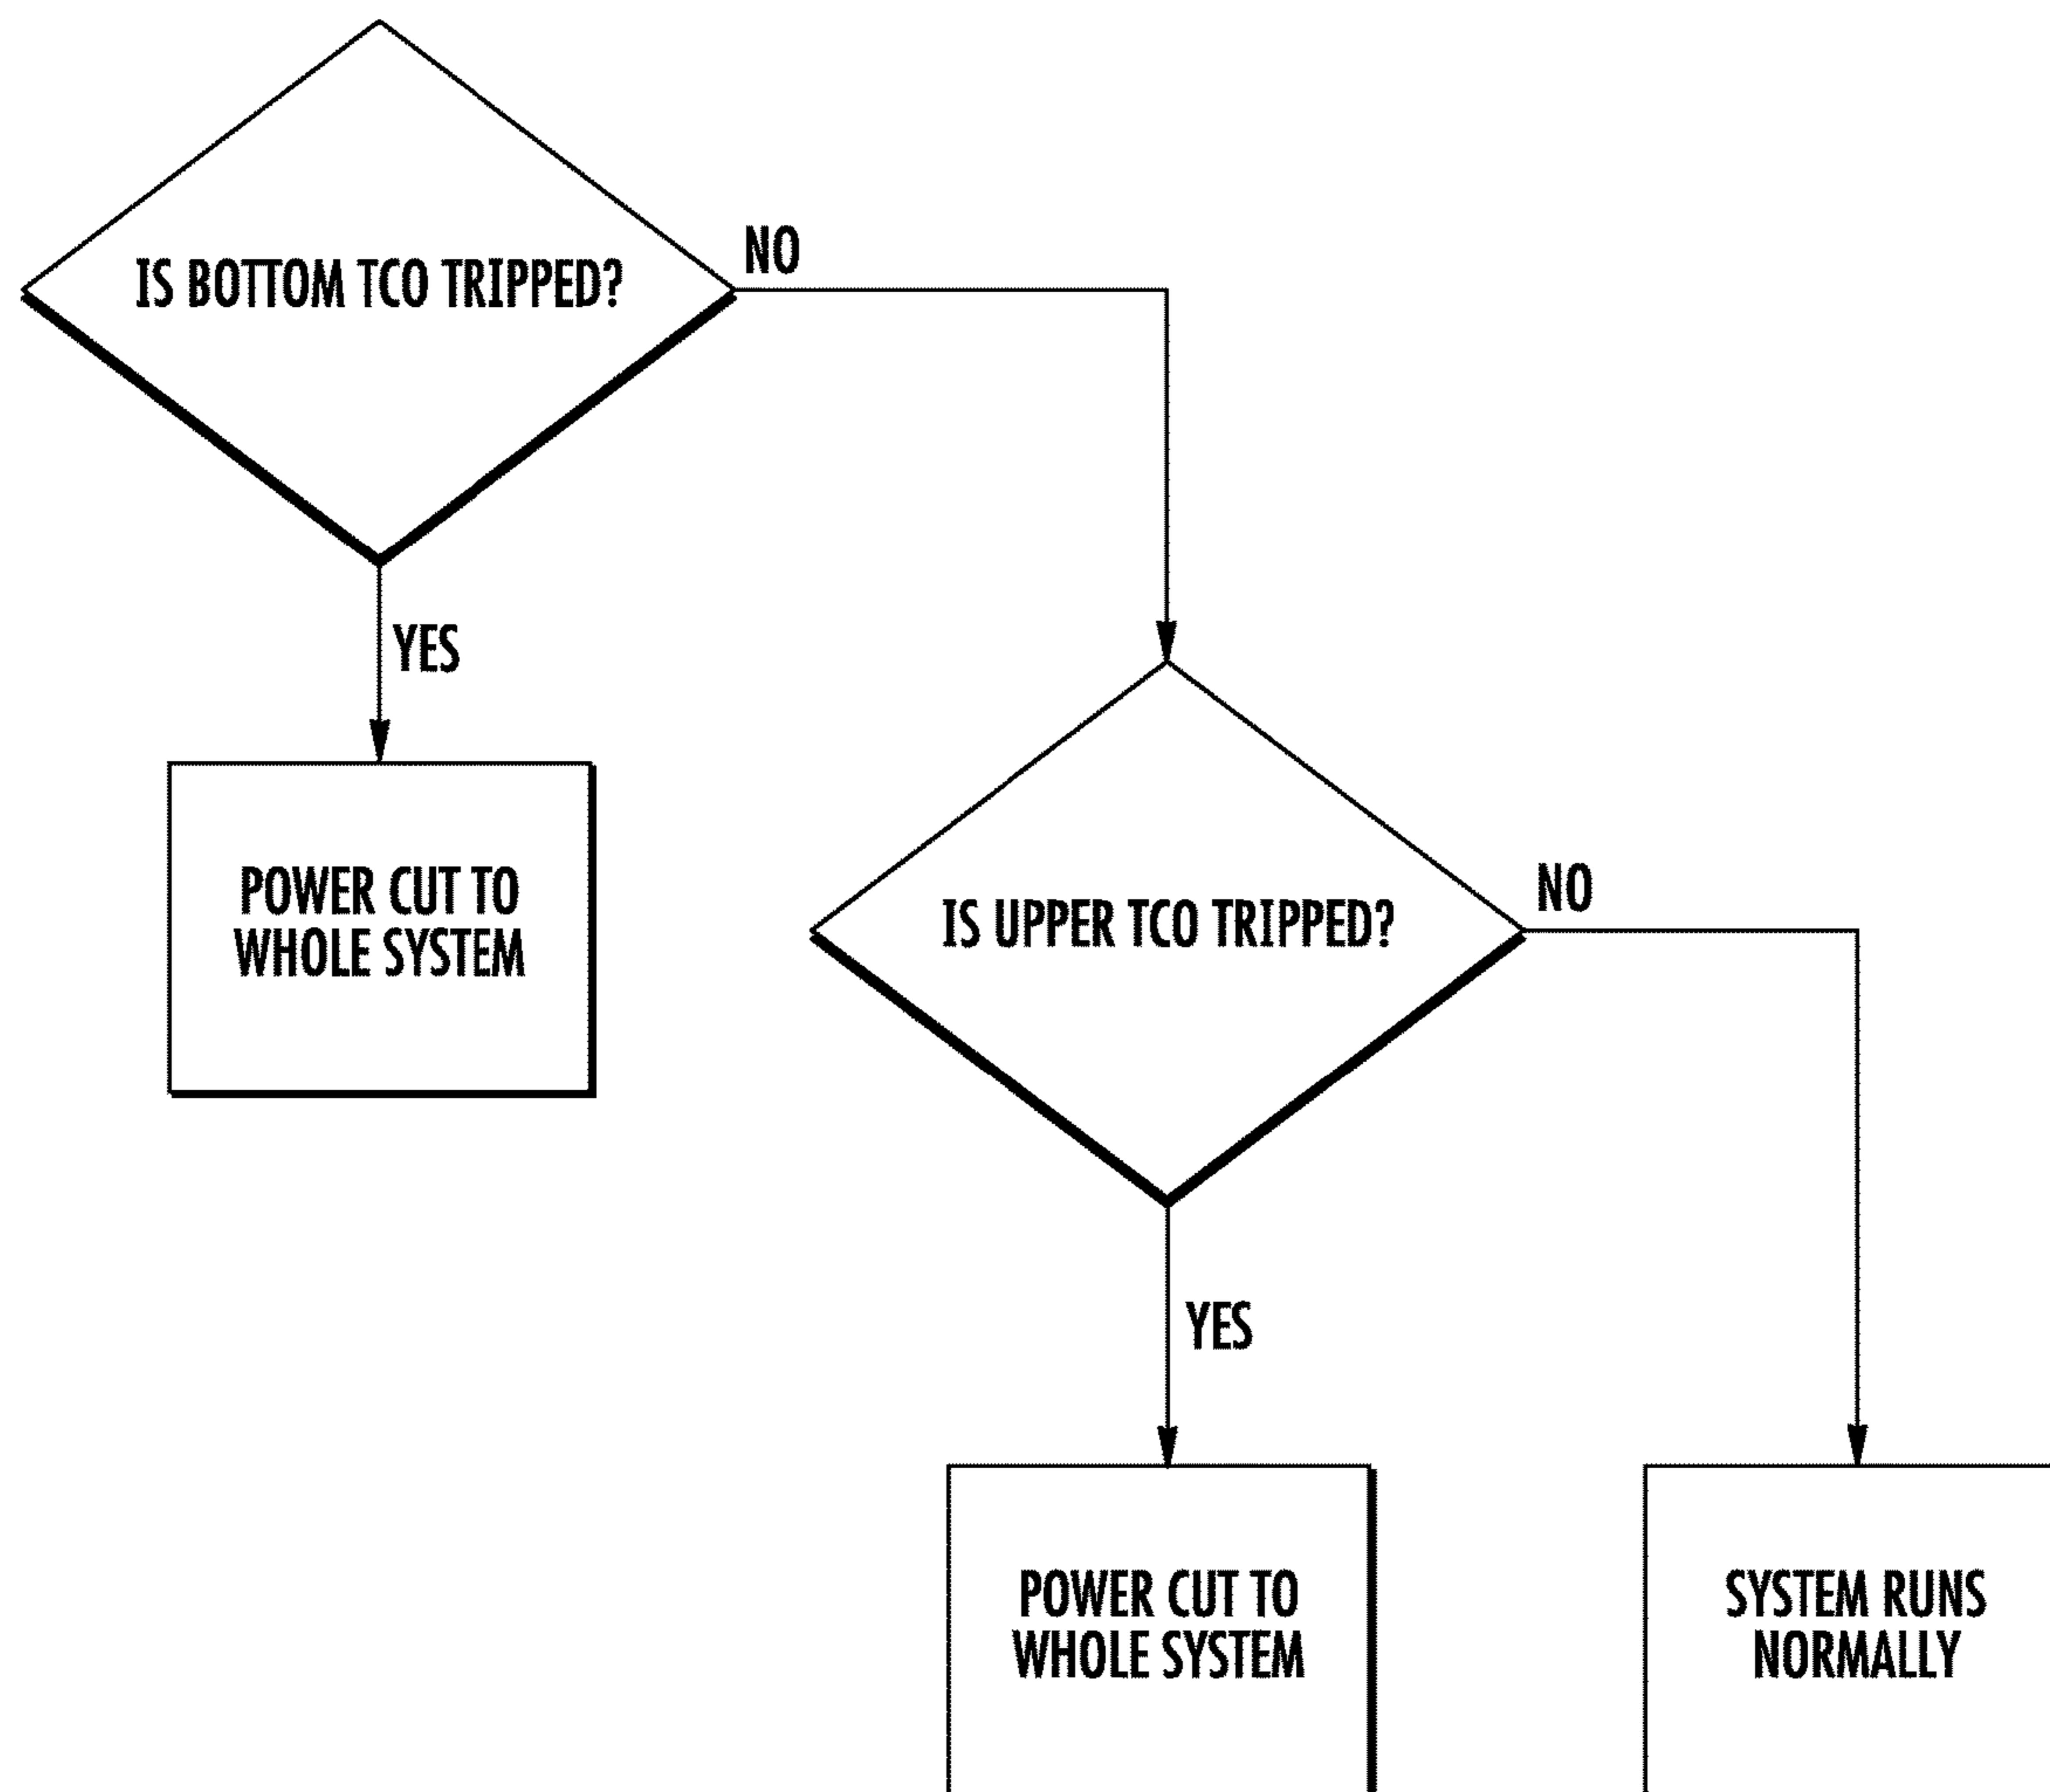 IS BOTTOM TCO TRIPPED?
NO
YES
POWER CUT TO
WHOLE SYSTEM
IS UPPER TCO TRIPPED?
NO
YES
POWER CUT TO
WHOLE SYSTEM
SYSTEM RUNS
NORMALLY